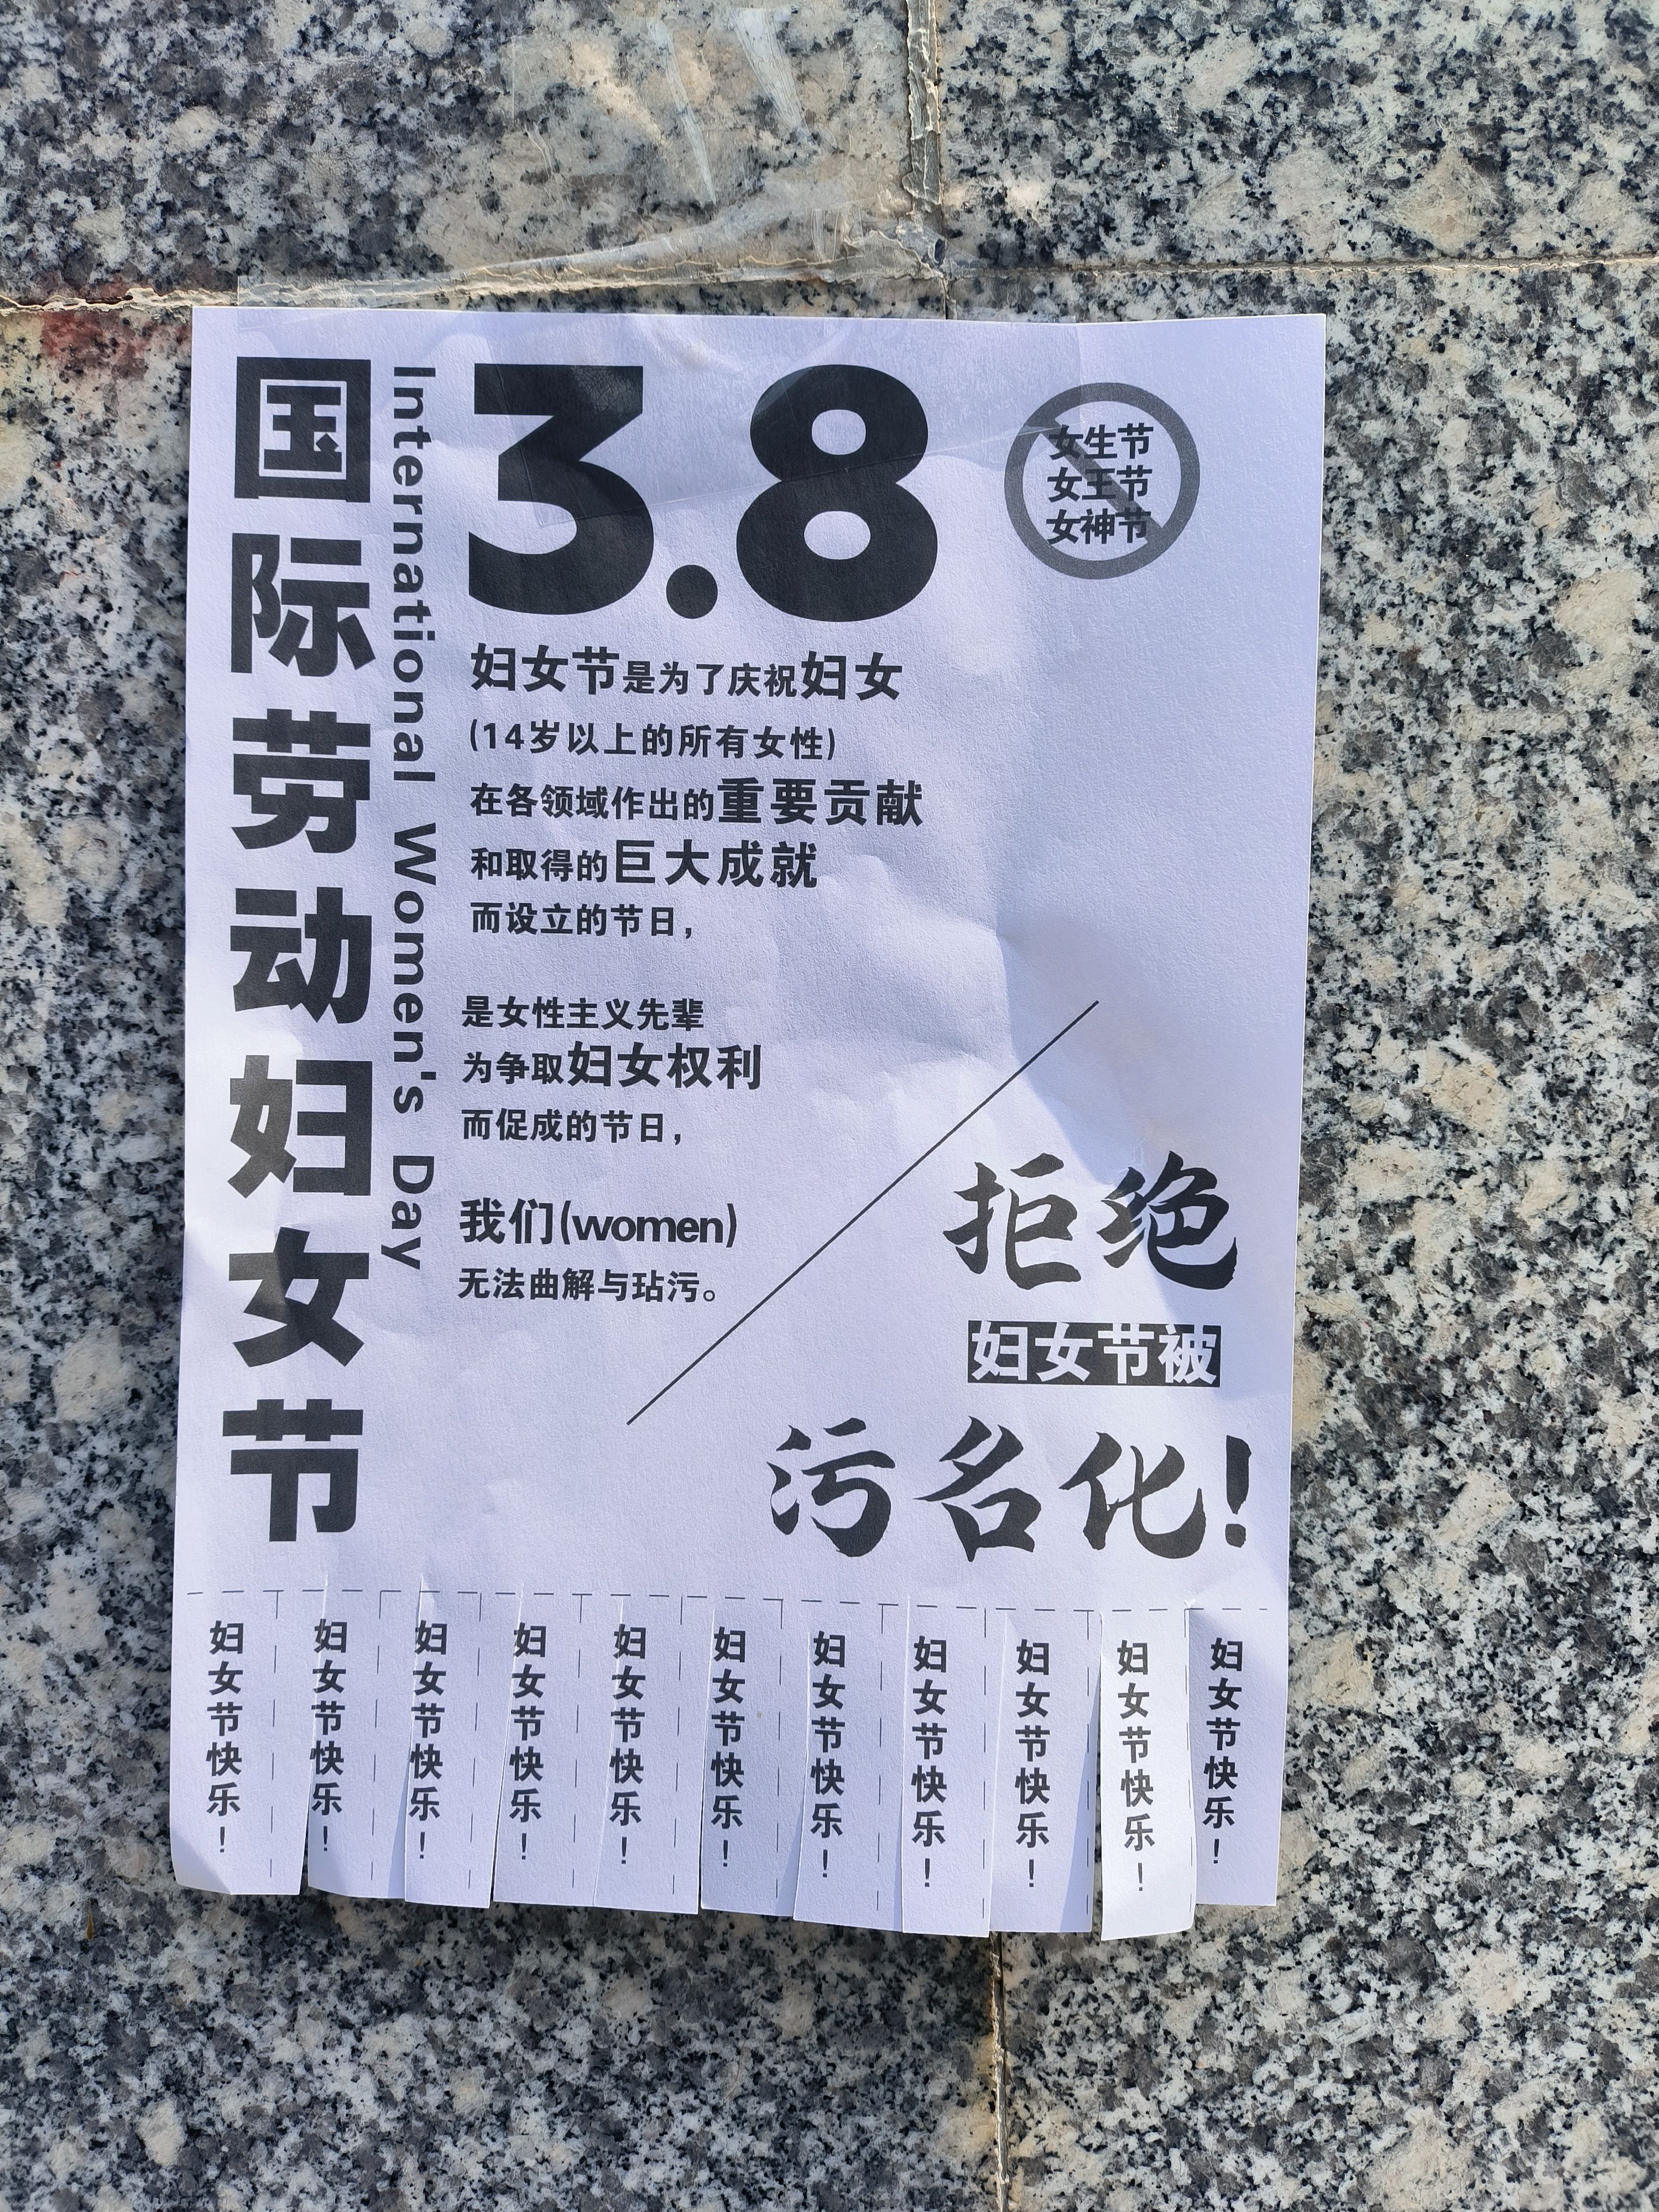 国际劳动妇女节
International Women's Day
3.8
女生节
女王节
女神节
妇女节是为了庆祝妇女
(14岁以上的所有女性)
在各领域作出的重要贡献
和取得的巨大成就
而设立的节日，
是女性主义先辈
为争取妇女权利
而促成的节日，
我们(women)
无法曲解与玷污。
拒绝
妇女节被
污名化!
妇女节快乐！
妇女节快乐！
妇女节快乐！
妇女节快乐！
妇女节快乐！
妇女节快乐！
妇女节快乐！
妇女节快乐！
妇女节快乐！
妇女节快乐！
妇女节快乐！